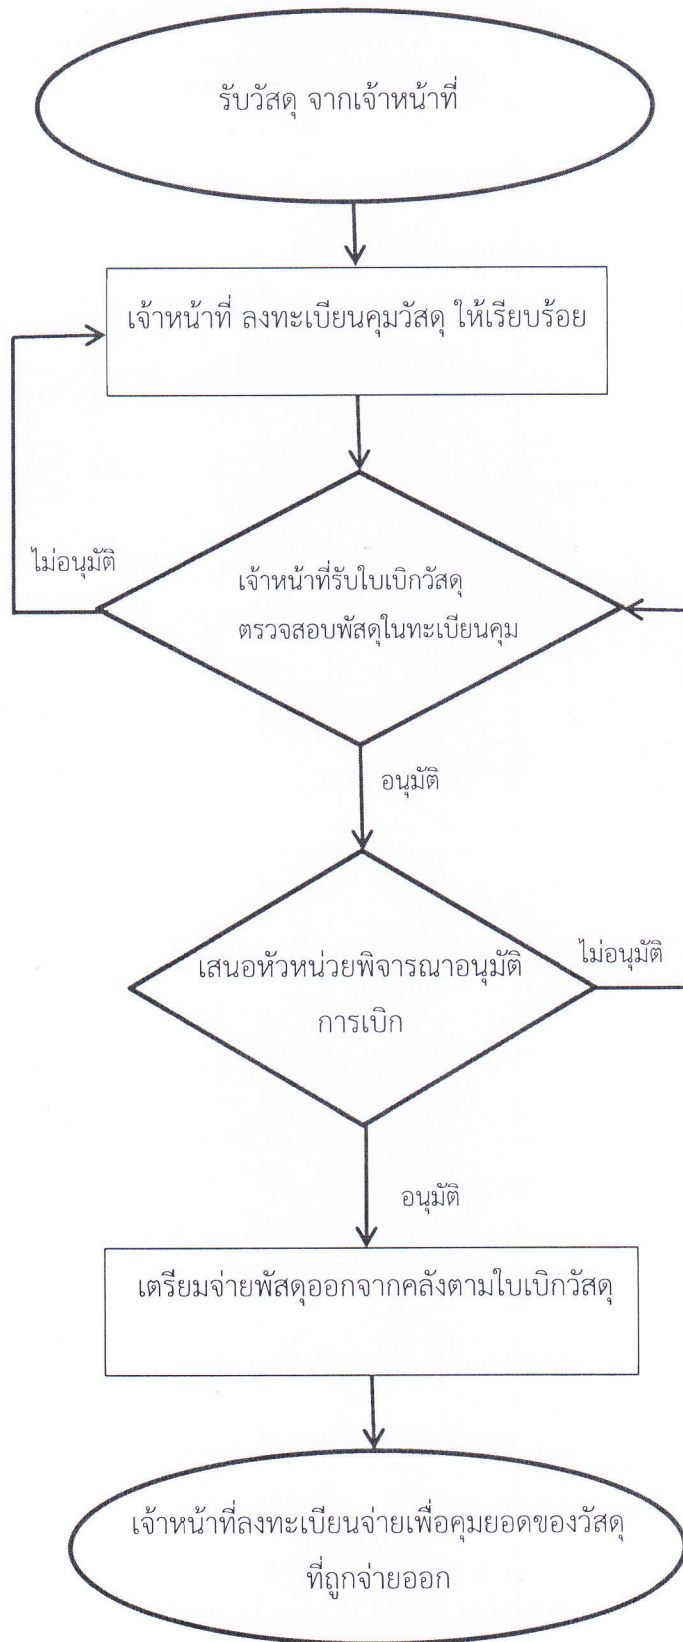 รับวัสดุ จากเจ้าหน้าที่
เจ้าหน้าที่ ลงทะเบียนคุมวัสดุ ให้เรียบร้อย
ไม่อนุมัติ
เจ้าหน้าที่รับใบเบิกวัสดุ
ตรวจสอบพัสดุในทะเบียนคุม
อนุมัติ
เสนอหัวหน่วยพิจารณาอนุมัติ
การเบิก
ไม่อนุมัติ
อนุมัติ
เตรียมจ่ายพัสดุออกจากคลังตามใบเบิกวัสดุ
เจ้าหน้าที่ลงทะเบียนจ่ายเพื่อคุมยอดของวัสดุ
ที่ถูกจ่ายออก